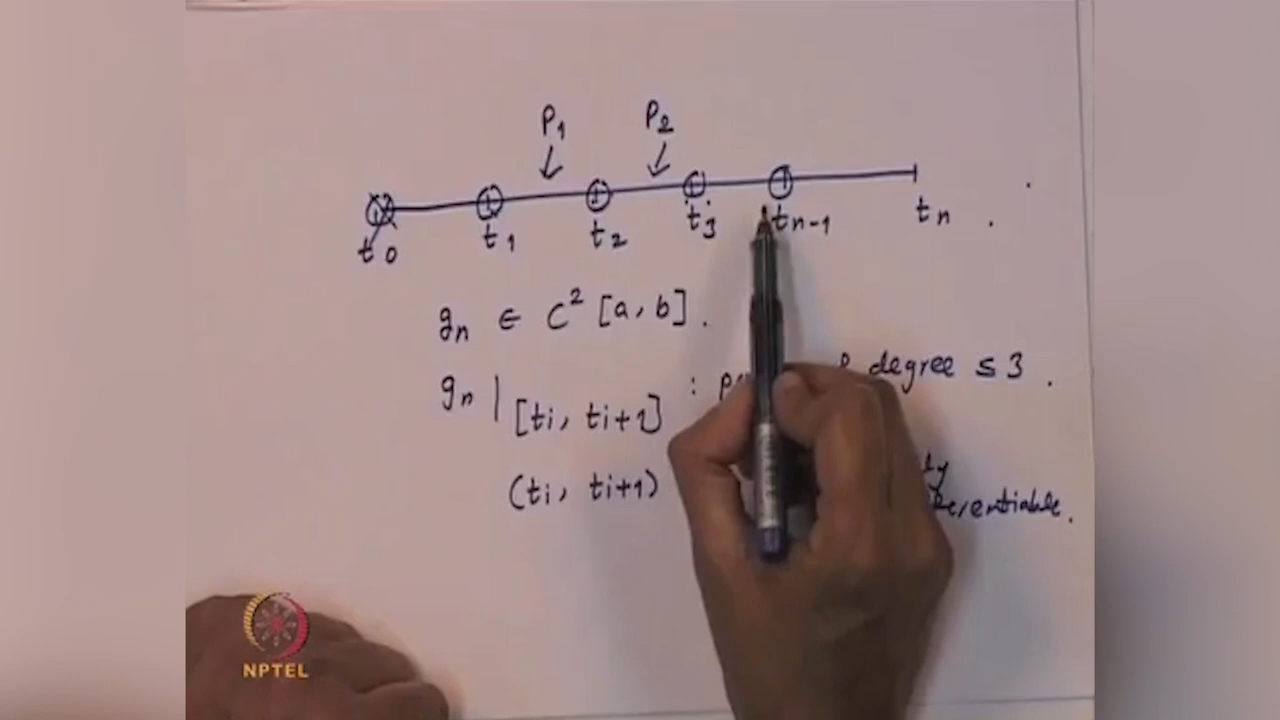 P1 P2
t0 t1 t2 t3 tn-1 tn
gn ∈ C² [a, b].
gn | [ti, ti+1] : degree ≤ 3.
(ti, ti+1)
NPTEL